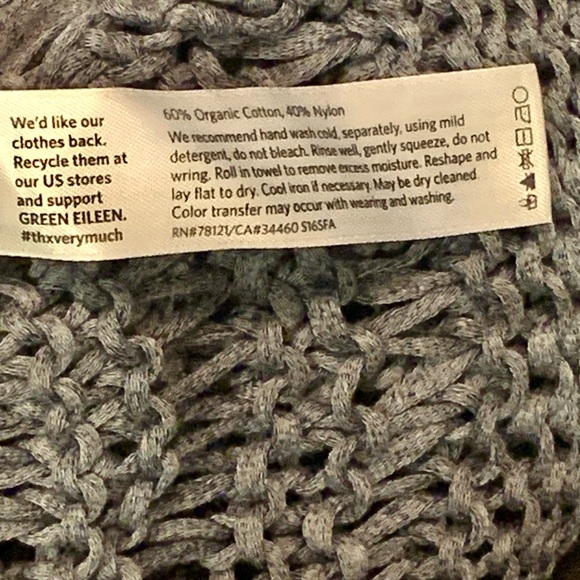 We'd like our
clothes back.
Recycle them at
our US stores
and support
GREEN EILEEN.
#thxverymuch
60% Organic Cotton, 40% Nylon
We recommend hand wash cold, separately, using mild
detergent, do not bleach. Rinse well, gently squeeze, do not
wring. Roll in towel to remove excess moisture. Reshape and
lay flat to dry. Cool iron if necessary. May be dry cleaned.
Color transfer may occur with wearing and washing.
RN#78121/CA#34460 S16SFA